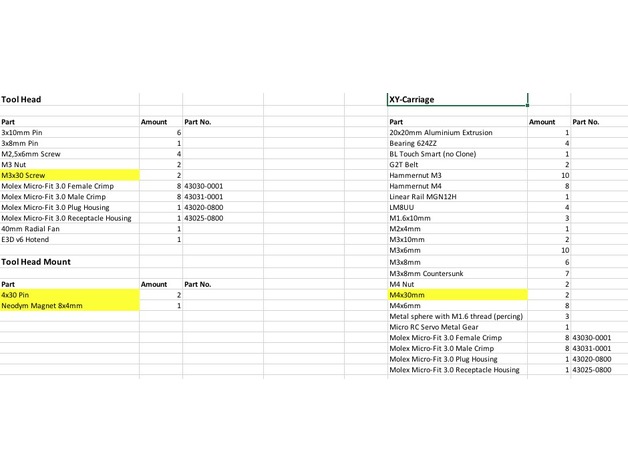 Tool Head
Part Amount Part No.
3x10mm Pin 6
3x8mm Pin 1
M2,5x6mm Screw 4
M3 Nut 2
M3x30 Screw 2
Molex Micro-Fit 3.0 Female Crimp 8 43030-0001
Molex Micro-Fit 3.0 Male Crimp 8 43031-0001
Molex Micro-Fit 3.0 Plug Housing 1 43020-0800
Molex Micro-Fit 3.0 Receptacle Housing 1 43025-0800
40mm Radial Fan 1
E3D v6 Hotend 1
Tool Head Mount
Part Amount Part No.
4x30 Pin 2
Neodym Magnet 8x4mm 1
XY-Carriage
Part Amount Part No.
20x20mm Aluminium Extrusion 1
Bearing 624ZZ 4
BL Touch Smart (no Clone) 1
G2T Belt 2
Hammernut M3 10
Hammernut M4 8
Linear Rail MGN12H 1
LM8UU 4
M1.6x10mm 3
M2x4mm 1
M3x10mm 2
M3x6mm 10
M3x8mm 6
M3x8mm Countersunk 7
M4 Nut 2
M4x30mm 2
M4x6mm 8
Metal sphere with M1.6 thread (percing) 3
Micro RC Servo Metal Gear 1
Molex Micro-Fit 3.0 Female Crimp 8 43030-0001
Molex Micro-Fit 3.0 Male Crimp 8 43031-0001
Molex Micro-Fit 3.0 Plug Housing 1 43020-0800
Molex Micro-Fit 3.0 Receptacle Housing 1 43025-0800